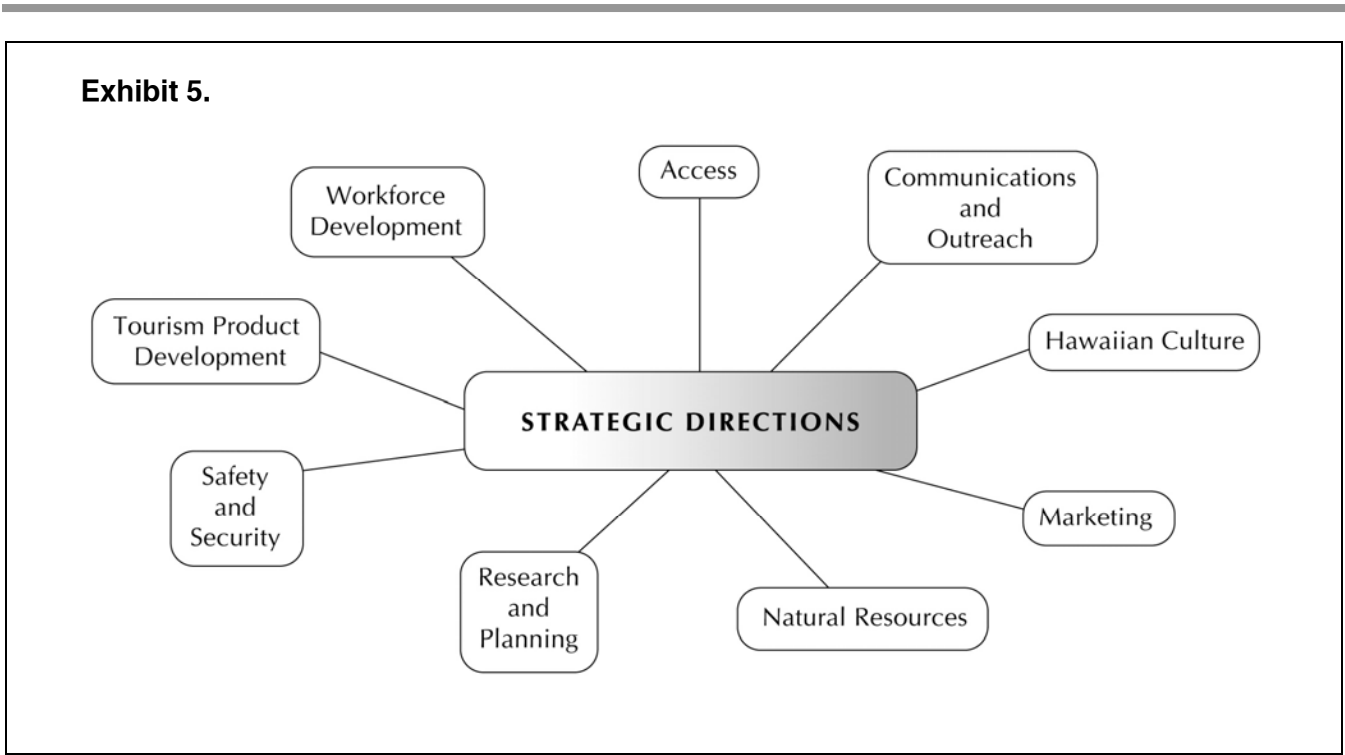 Exhibit 5.
Access
Communications
and
Outreach
Workforce
Development
Hawaiian Culture
Tourism Product
Development
STRATEGIC DIRECTIONS
Safety
and
Security
Marketing
Research
and
Planning
Natural Resources